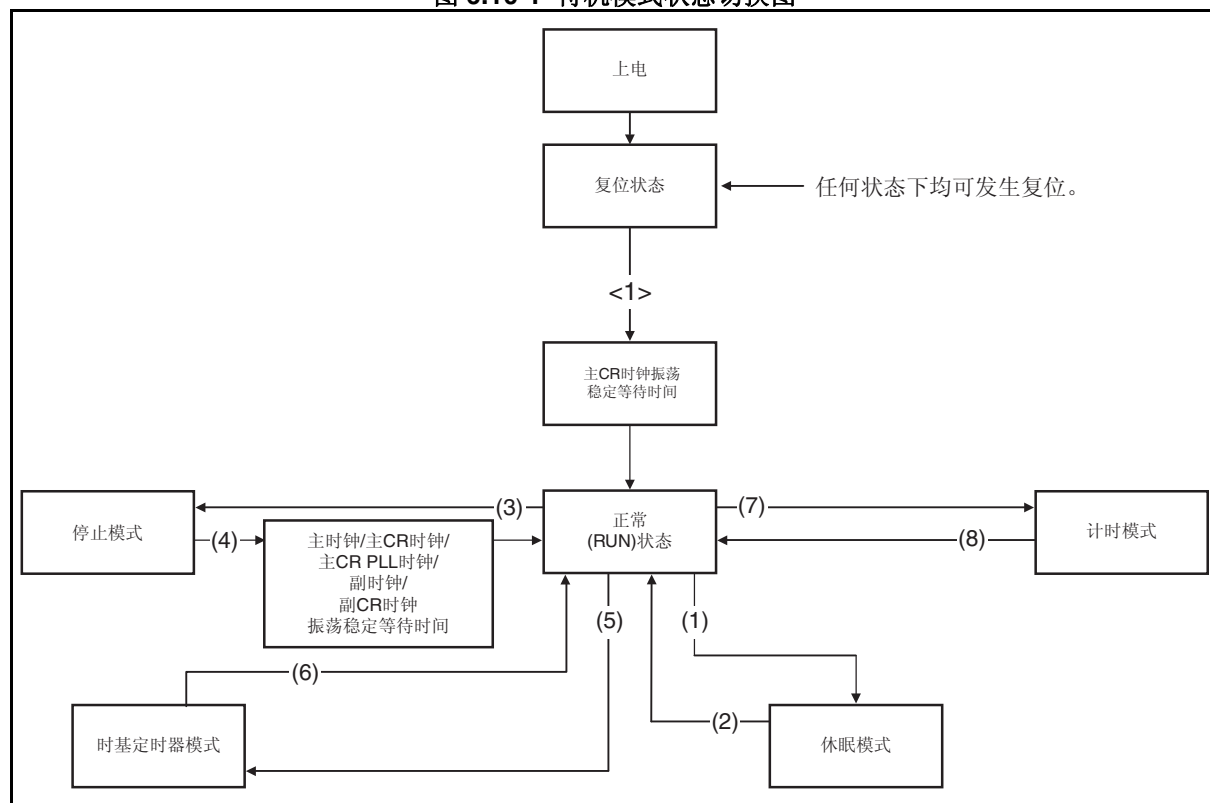 上电
复位状态
任何状态下均可发生复位。
<1>
主CR时钟振荡
稳定等待时间
停止模式
(3)
(4)
主时钟/主CR时钟/
主CR PLL时钟/
副时钟/
副CR时钟
振荡稳定等待时间
正常
(RUN)状态
(7)
(8)
计时模式
(5)
(1)
(6)
(2)
时基定时器模式
休眠模式